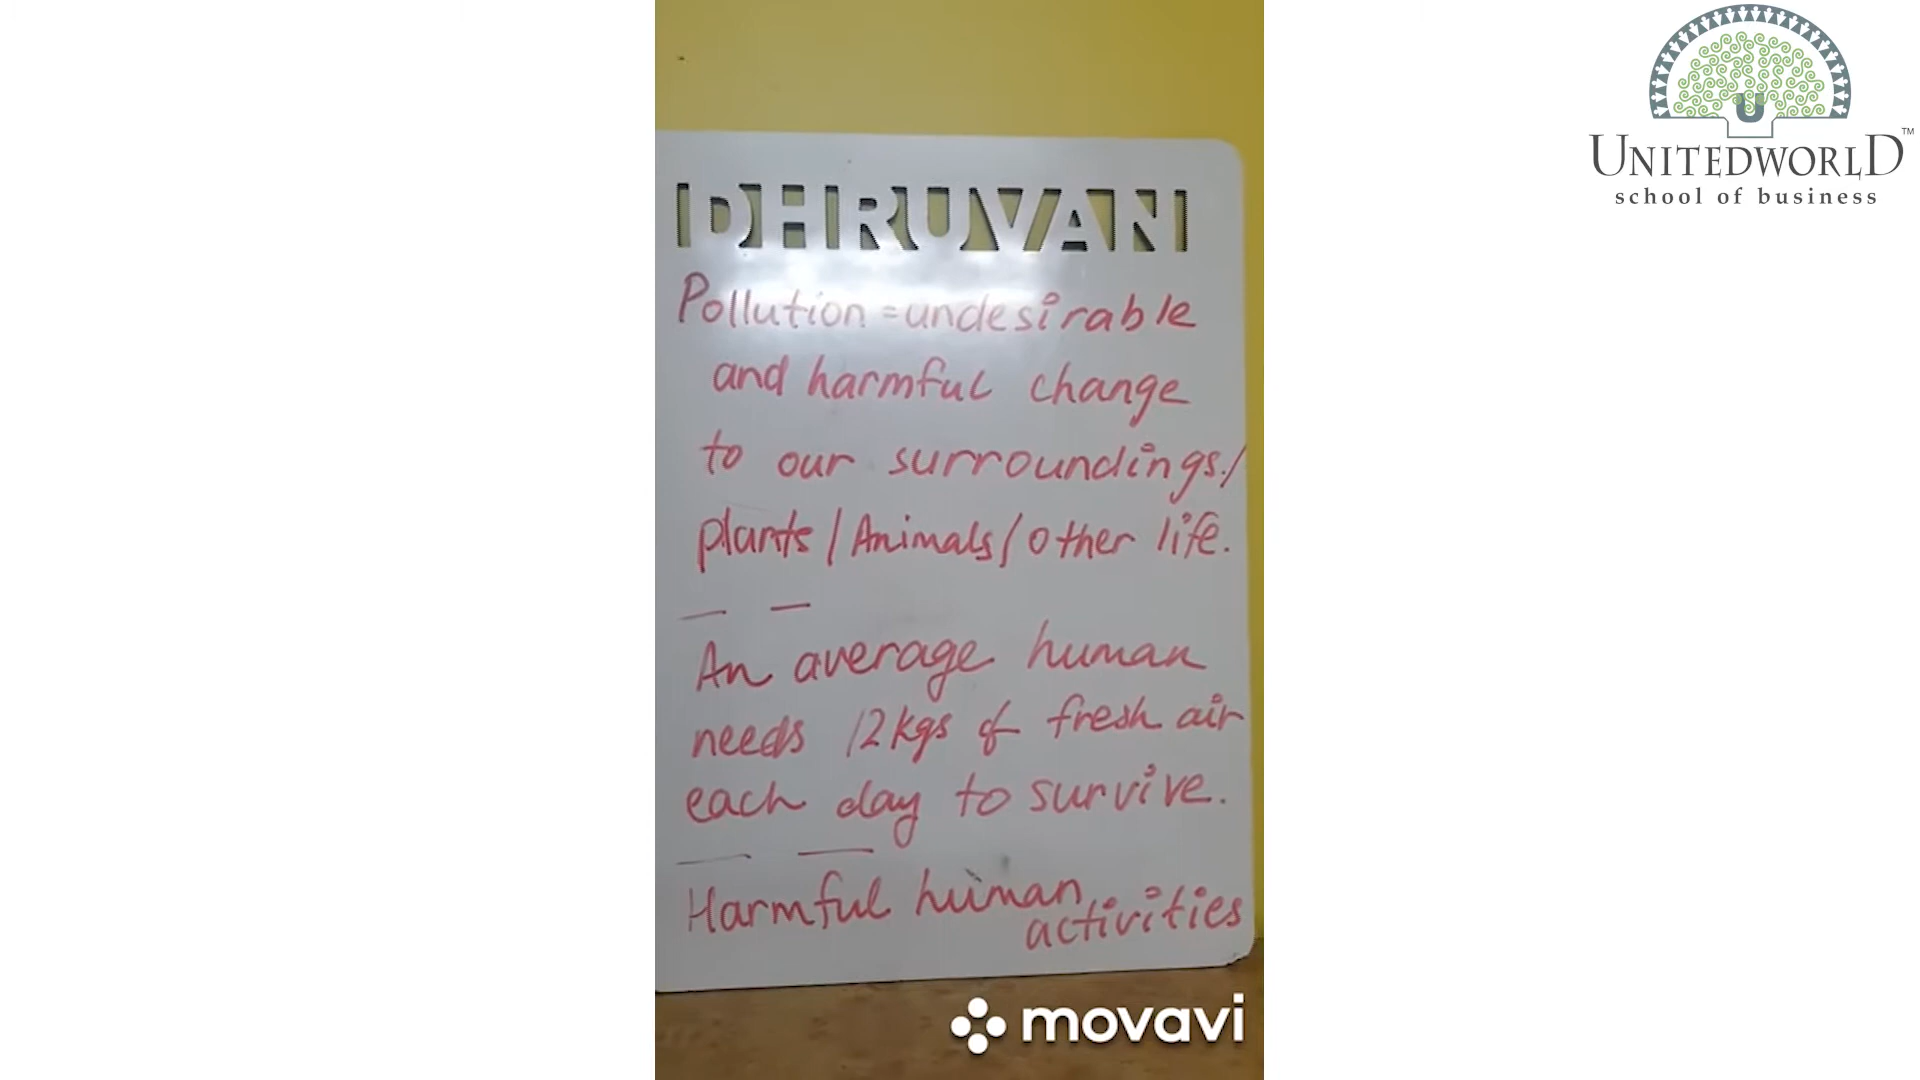 UNITEDWORLD™
school of business
DHRUVAN
Pollution = undesirable
and harmful change
to our surroundings./
plants / Animals / other life.
An average human
needs 12kgs of fresh air
each day to survive.
Harmful human
activities
movavi